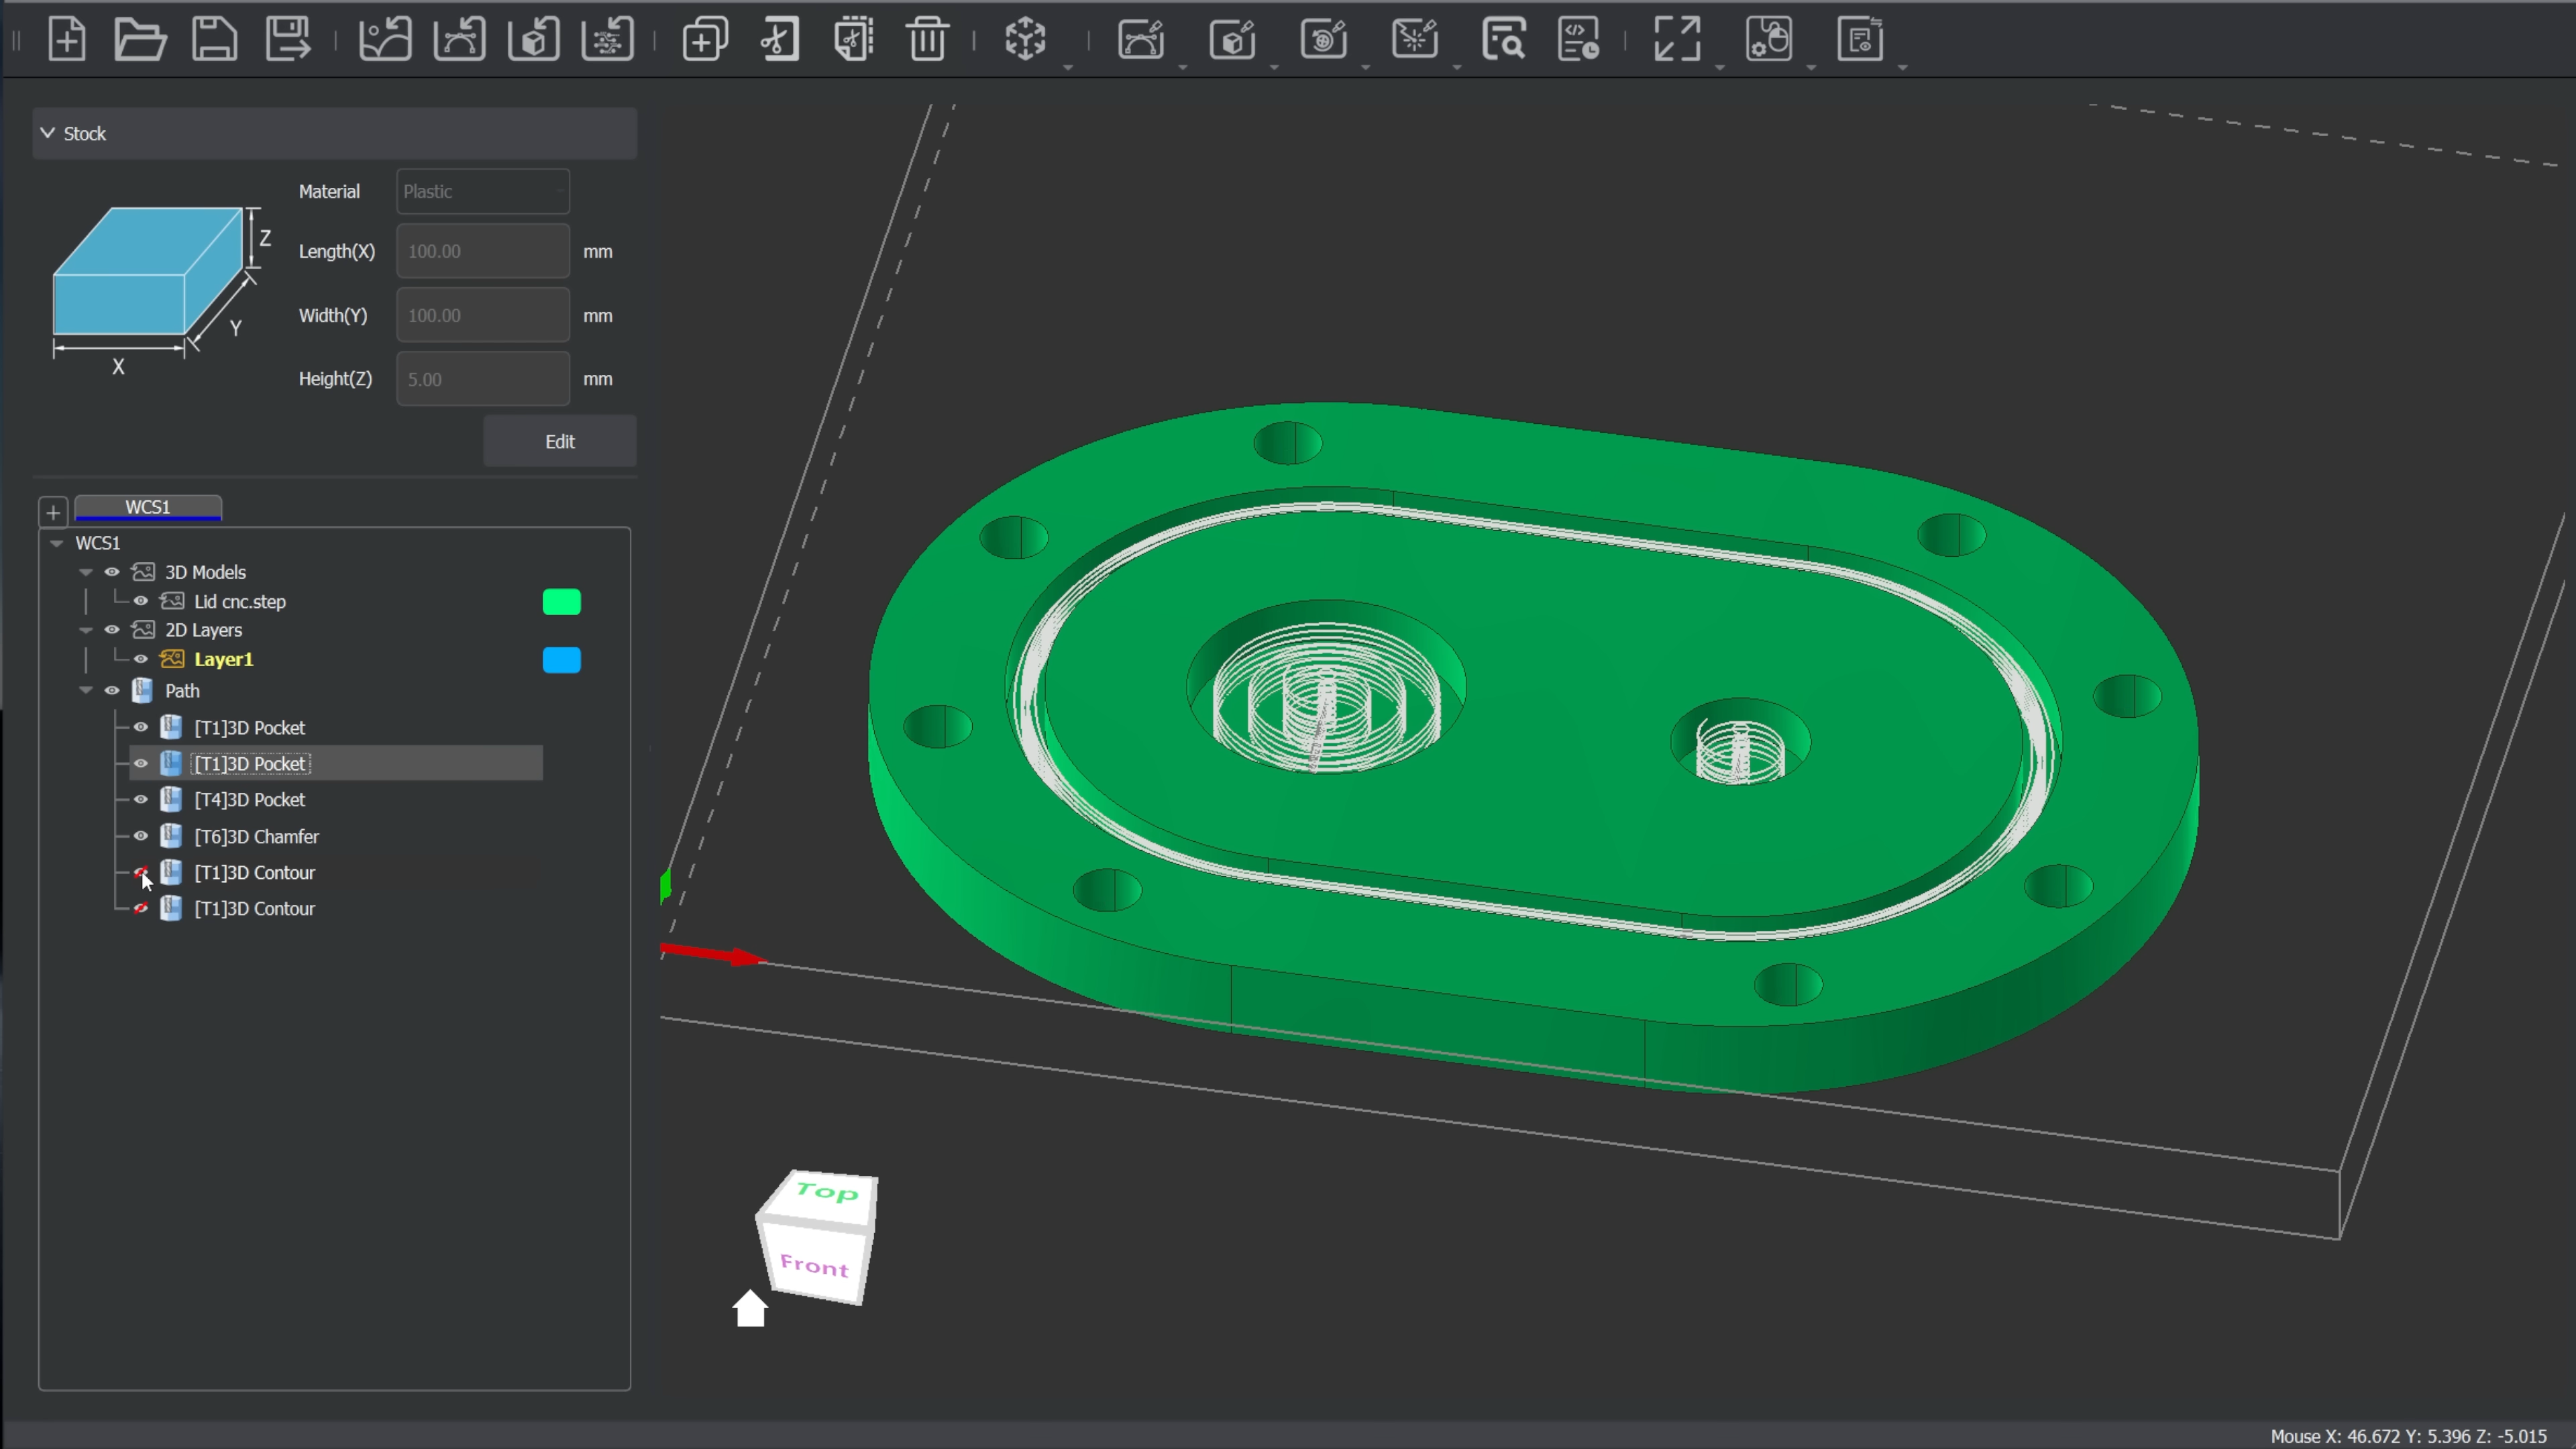 Stock
Material Plastic
Length(X) 100.00 mm
Width(Y) 100.00 mm
Height(Z) 5.00 mm
Z
Y
X
Edit
+ WCS1
WCS1
3D Models
Lid cnc.step
2D Layers
Layer1
Path
[T1]3D Pocket
[T1]3D Pocket
[T4]3D Pocket
[T6]3D Chamfer
[T1]3D Contour
[T1]3D Contour
Top
Front
Mouse X: 46.672 Y: 5.396 Z: -5.015